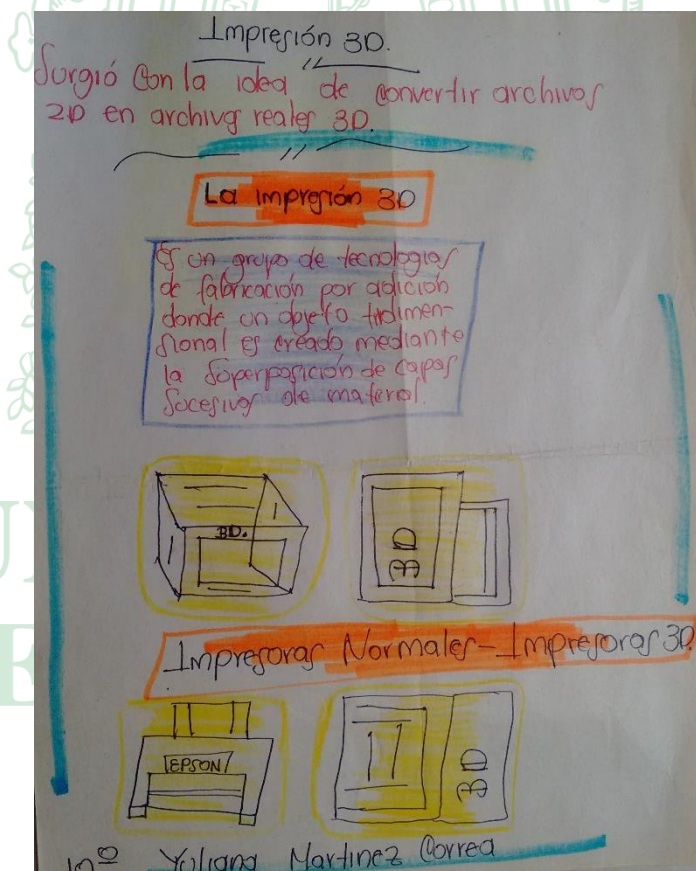 Impresión 3D.
Surgió con la idea de convertir archivos
2D en archivos reales 3D.
La impresión 3D
Es un grupo de tecnologías
de fabricación por adición
donde un objeto tridimen-
sional es creado mediante
la superposición de capas
sucesivas de material.
3D.
3D
Impresoras Normales - Impresoras 3D
EPSON
3D
10º Yuliana Martinez Correa